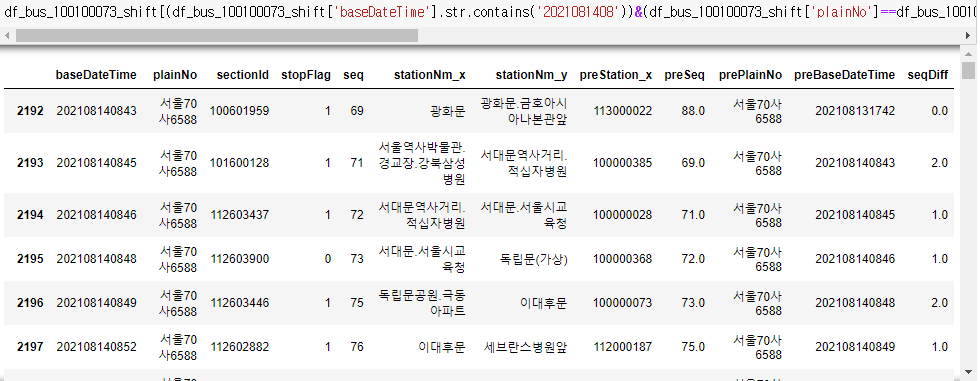 df_bus_100100073_shift[(df_bus_100100073_shift['baseDateTime'].str.contains('2021081408'))&(df_bus_100100073_shift['plainNo']==df_bus_10010
baseDateTime plainNo sectionId stopFlag seq stationNm_x stationNm_y preStation_x preSeq prePlainNo preBaseDateTime seqDiff
2192 202108140843 서울70사6588 100601959 1 69 광화문 광화문.금호아시아나본관앞 113000022 88.0 서울70사6588 202108131742 0.0
2193 202108140845 서울70사6588 101600128 1 71 서울역사박물관.경교장.강북삼성병원 서대문역사거리.적십자병원 100000385 69.0 서울70사6588 202108140843 2.0
2194 202108140846 서울70사6588 112603437 1 72 서대문역사거리.적십자병원 서대문.서울시교육청 100000028 71.0 서울70사6588 202108140845 1.0
2195 202108140848 서울70사6588 112603900 0 73 서대문.서울시교육청 독립문(가상) 100000368 72.0 서울70사6588 202108140846 1.0
2196 202108140849 서울70사6588 112603446 1 75 독립문공원.극동아파트 이대후문 100000073 73.0 서울70사6588 202108140848 2.0
2197 202108140852 서울70사6588 112602882 1 76 이대후문 세브란스병원앞 112000187 75.0 서울70사6588 202108140849 1.0